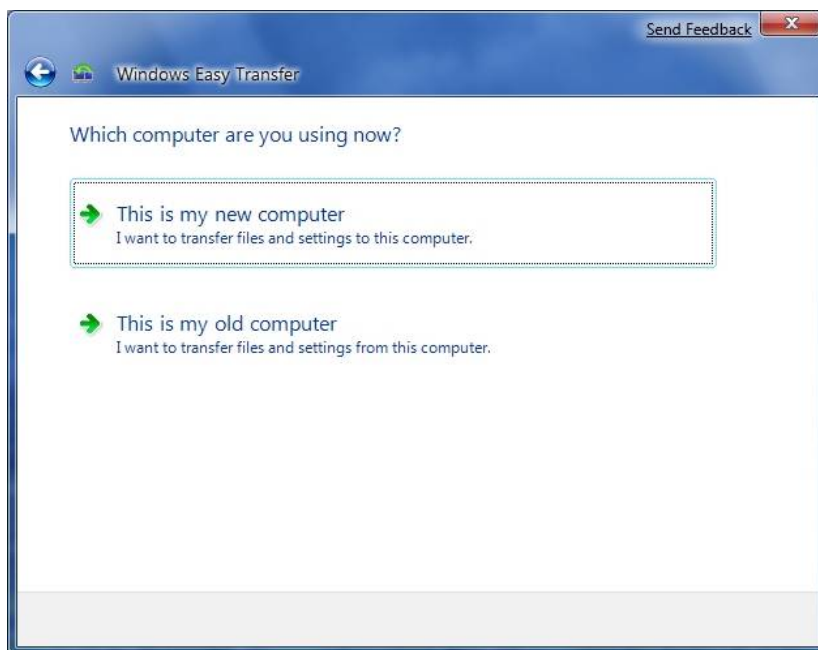 Send Feedback
X
Windows Easy Transfer
Which computer are you using now?
This is my new computer
I want to transfer files and settings to this computer.
This is my old computer
I want to transfer files and settings from this computer.